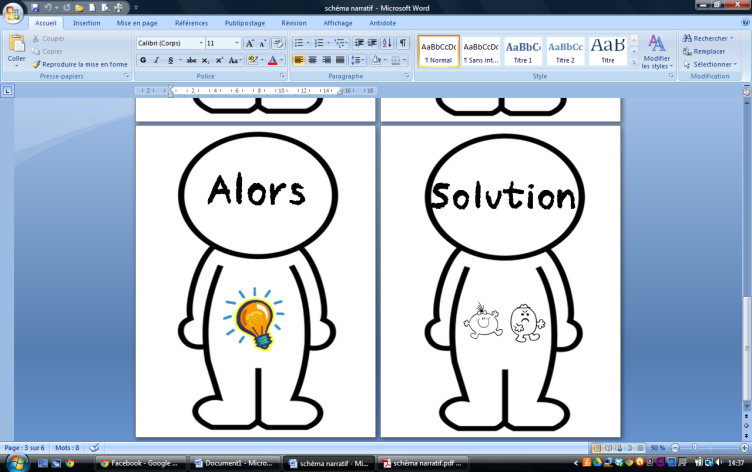 schéma narratif - Microsoft Word
Accueil Insertion Mise en page Références Publipostage Révision Affichage Antidote
Coller
Couper
Copier
Reproduire la mise en forme
Presse-papiers
Calibri (Corps) 11
Police
Paragraphe
AaBbCcDc AaBbCcDc AaBbC AaBbCc AaB
¶ Normal ¶ Sans int... Titre 1 Titre 2 Titre
Style
Modifier les styles
Rechercher
Remplacer
Sélectionner
Modification
Alors
Solution
Page : 3 sur 6 Mots : 8
50 %
Facebook - Google ... Document1 - Micro... schéma narratif - Mi... schéma narratif.pdf ...
14:37